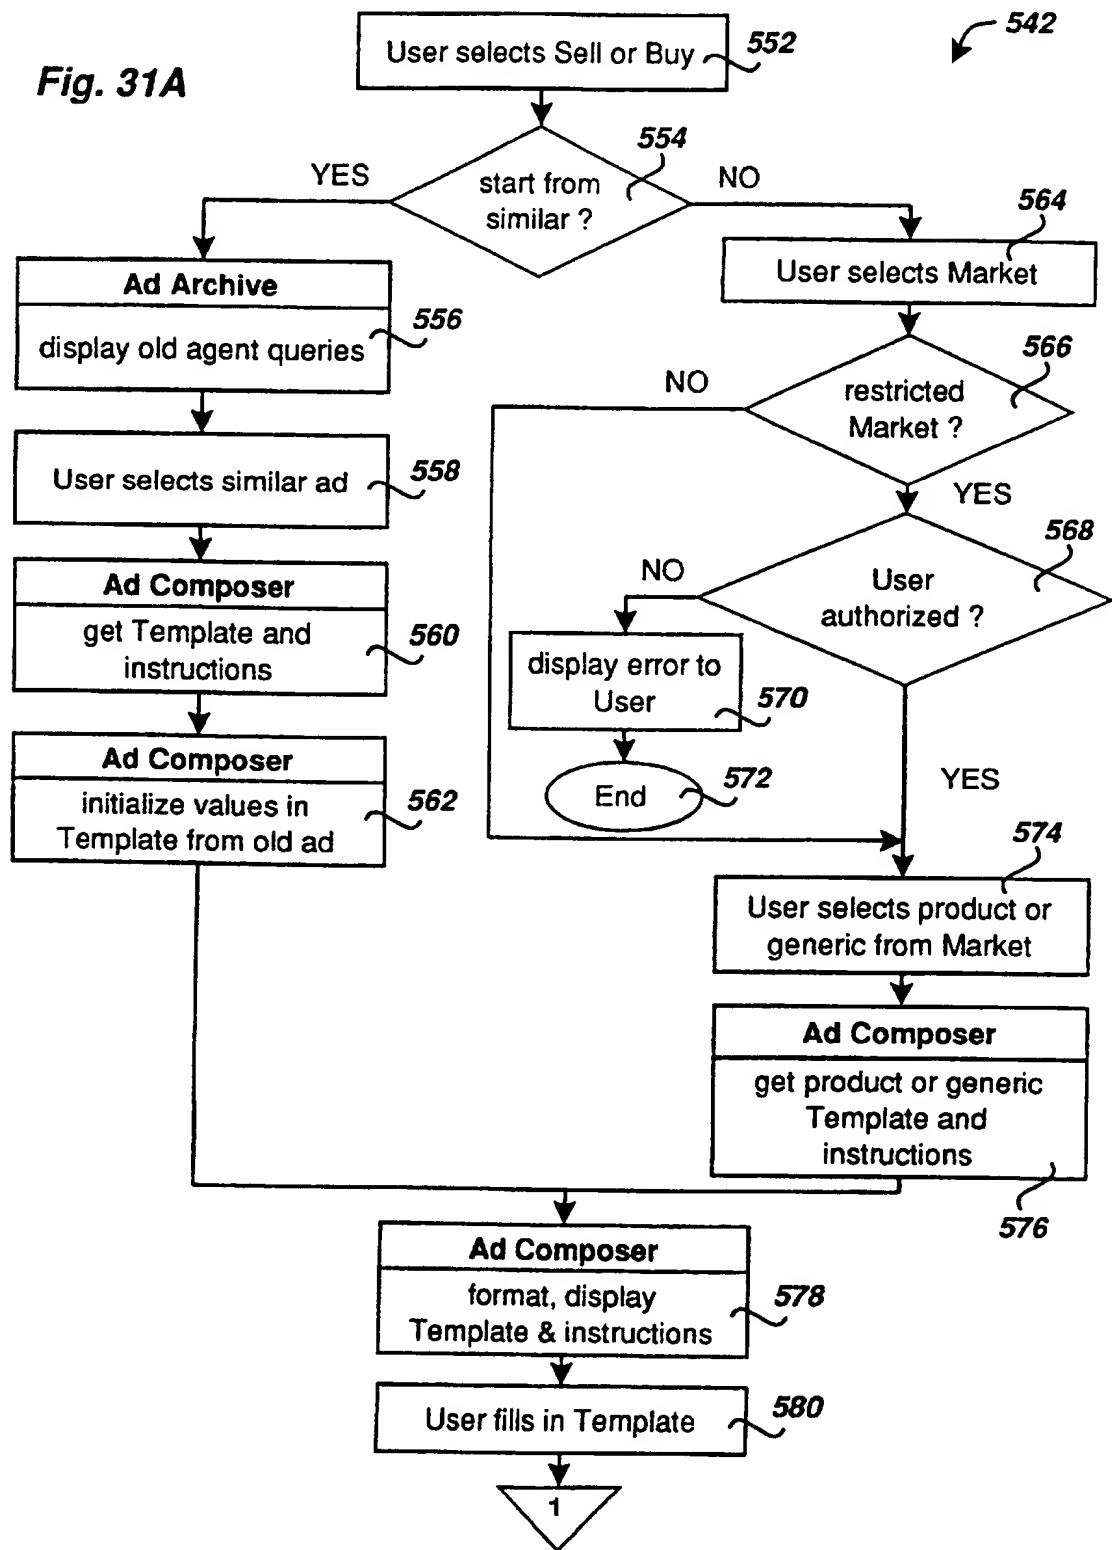 542
Fig. 31A
User selects Sell or Buy
552
554
YES
start from
similar ?
NO
564
User selects Market
Ad Archive
display old agent queries
556
566
NO
restricted
Market ?
YES
User selects similar ad
558
568
NO
User
authorized ?
Ad Composer
get Template and
instructions
560
display error to
User
570
YES
End
572
Ad Composer
initialize values in
Template from old ad
562
574
User selects product or
generic from Market
Ad Composer
get product or generic
Template and
instructions
576
Ad Composer
format, display
Template & instructions
578
User fills in Template
580
1